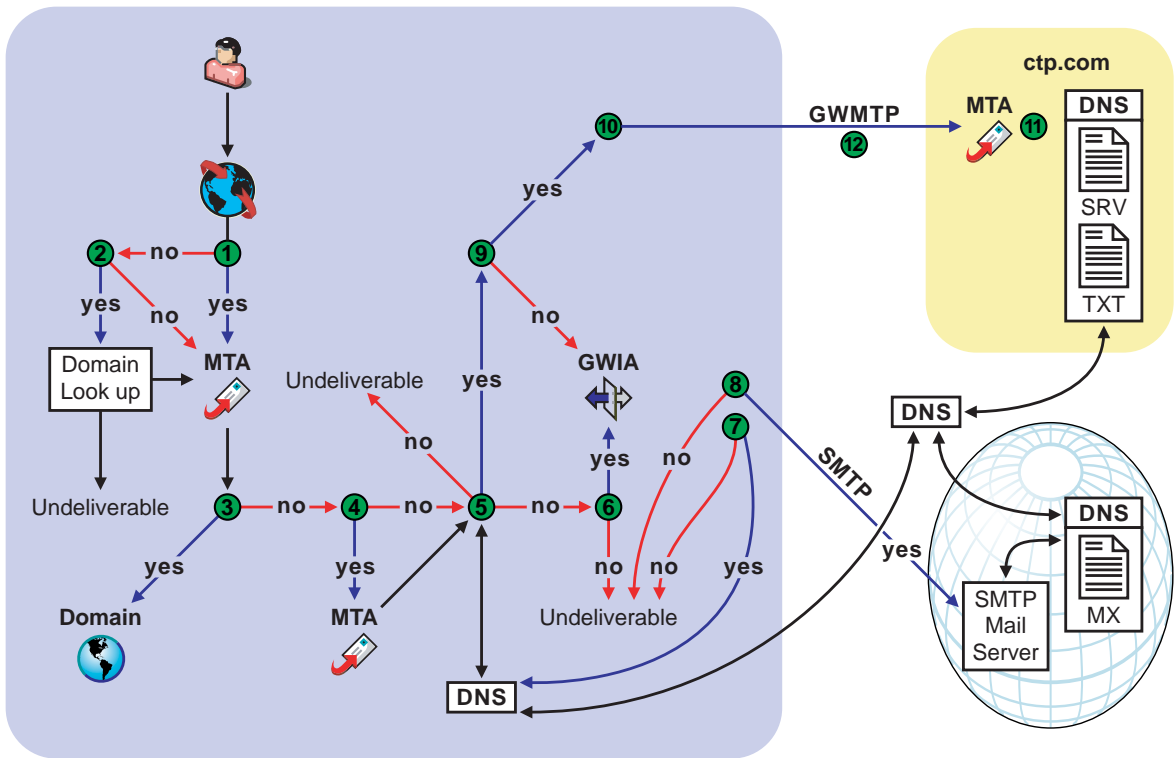 ctp.com
GWMTP
MTA
DNS
10
12
11
SRV
yes
2
no
1
9
TXT
yes
no
yes
no
Domain
Look up
MTA
Undeliverable
yes
GWIA
8
DNS
7
no
yes
no
SMTP
Undeliverable
3
no
4
no
5
no
6
DNS
yes
yes
yes
no
no
yes
SMTP
Mail
Server
MX
Domain
MTA
Undeliverable
DNS